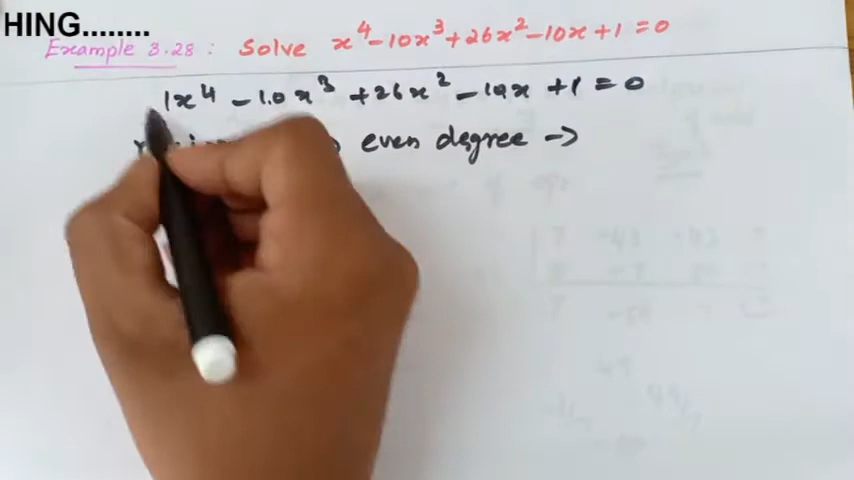 HING........
Example 3.28 : Solve x⁴-10x³+26x²-10x+1=0
1x⁴ -10x³ +26x² -10x +1 = 0
even degree →